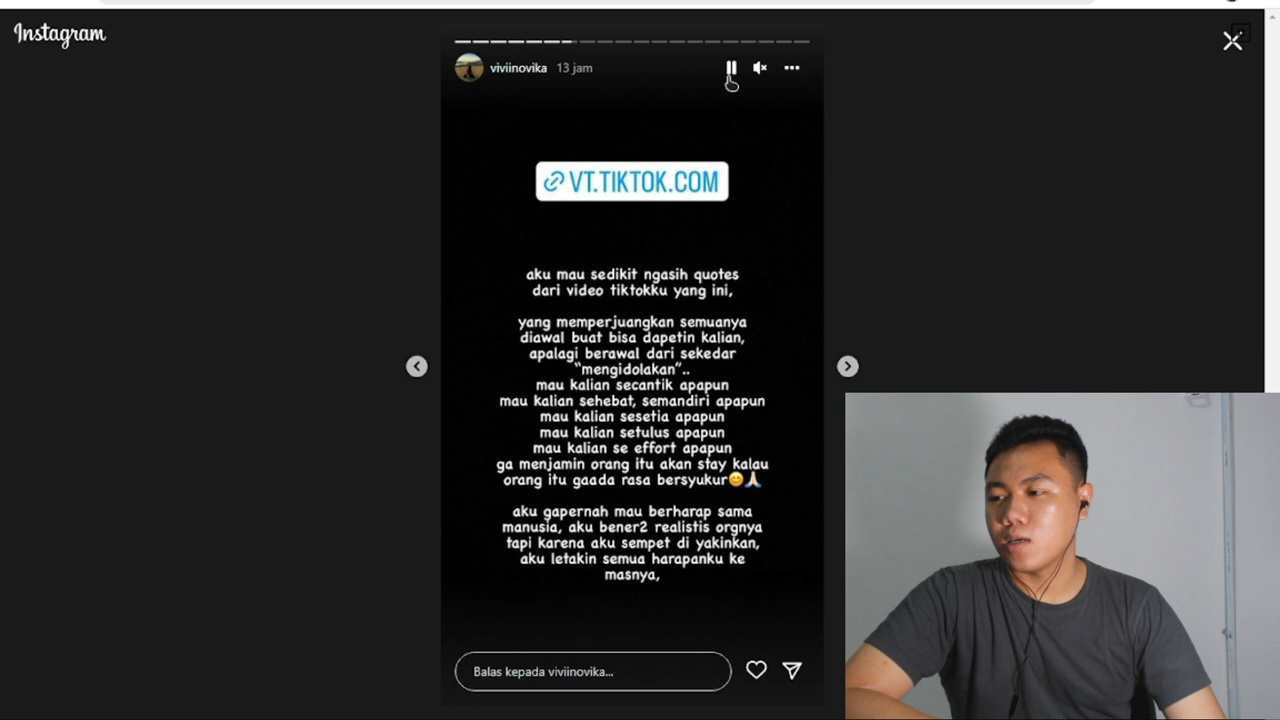 Instagram
viviinovika 13 jam
VT.TIKTOK.COM
aku mau sedikit ngasih quotes
dari video tiktokku yang ini,
yang memperjuangkan semuanya
diawal buat bisa dapetin kalian,
apalagi berawal dari sekedar
"mengidolakan"..
mau kalian secantik apapun
mau kalian sehebat, semandiri apapun
mau kalian sesetia apapun
mau kalian setulus apapun
mau kalian se effort apapun
ga menjamin orang itu akan stay kalau
orang itu gaada rasa bersyukur😊🙏🏻
aku gapernah mau berharap sama
manusia, aku bener2 realistis orgnya
tapi karena aku sempet di yakinkan,
aku letakin semua harapanku ke
masnya,
Balas kepada viviinovika...